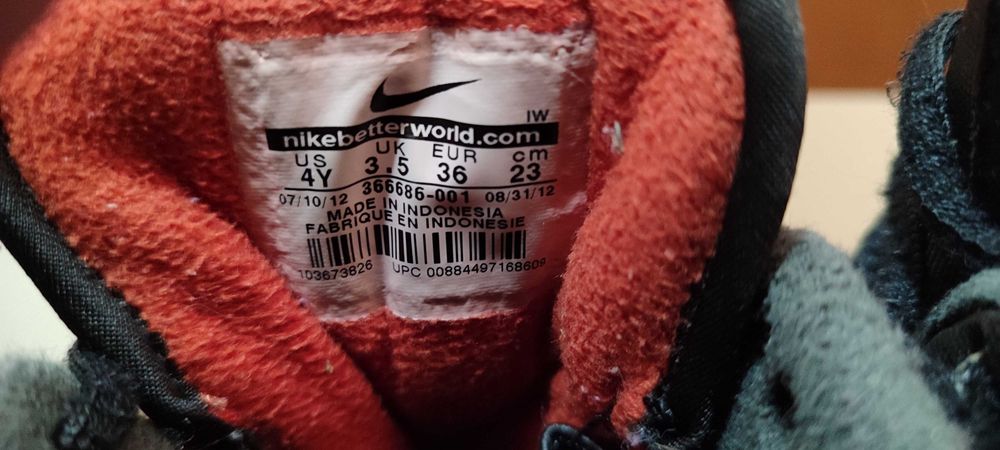 IW
nikebetterworld.com
US UK EUR cm
4Y 3.5 36 23
07/10/12 366686-001 08/31/12
MADE IN INDONESIA
FABRIQUE EN INDONESIE
103673826 UPC 00884497168609